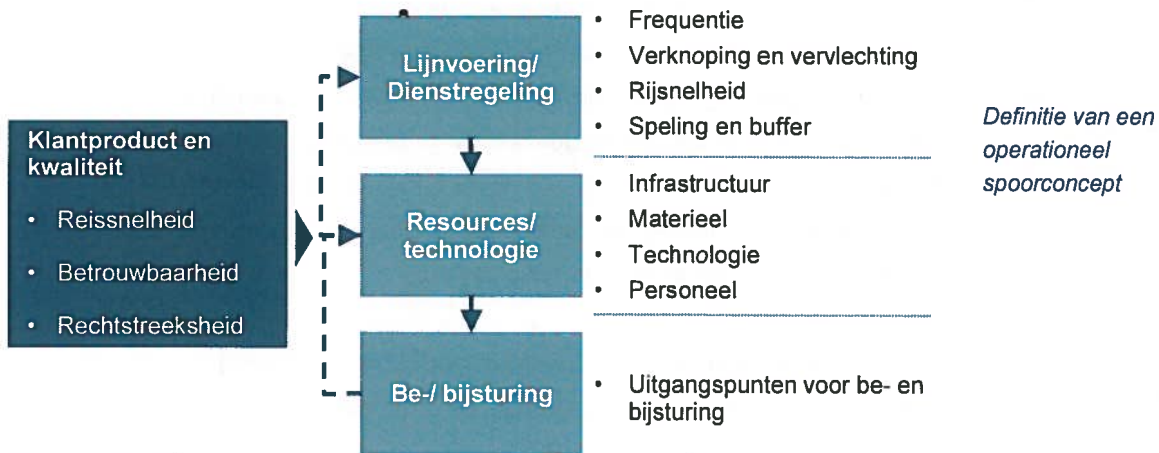 Klantproduct en
kwaliteit
• Reissnelheid
• Betrouwbaarheid
• Rechtstreeksheid
Lijnvoering/
Dienstregeling
• Frequentie
• Verknoping en vervlechting
• Rijsnelheid
• Speling en buffer
Resources/
technologie
• Infrastructuur
• Materieel
• Technologie
• Personeel
Be-/ bijsturing
• Uitgangspunten voor be- en
bijsturing
Definitie van een
operationeel
spoorconcept